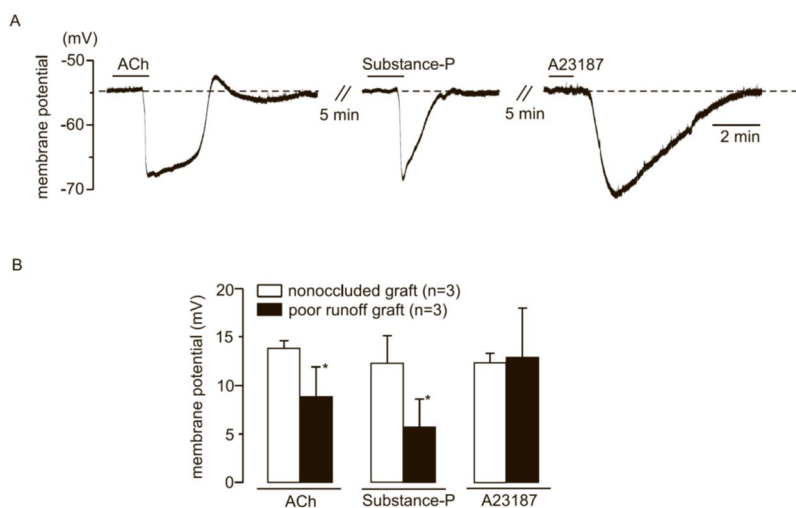 A
(mV)
ACh
Substance-P
A23187
-50
-60
-70
membrane potential
5 min
5 min
2 min
B
nonoccluded graft (n=3)
poor runoff graft (n=3)
membrane potential (mV)
20
15
10
5
0
*
*
ACh
Substance-P
A23187